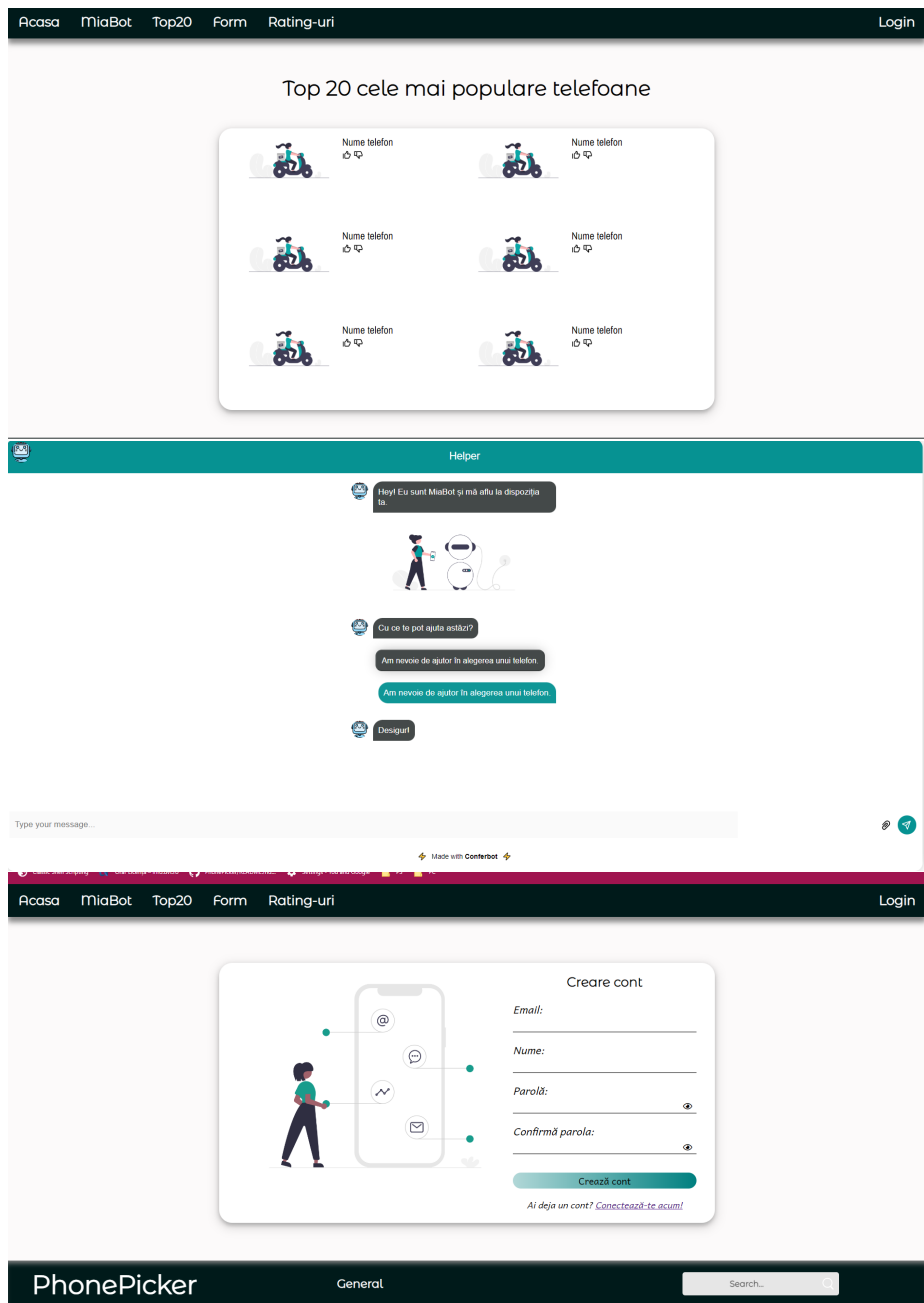 Acasa MiaBot Top20 Form Rating-uri Login
Top 20 cele mai populare telefoane
Nume telefon Nume telefon
Nume telefon Nume telefon
Nume telefon Nume telefon
Helper
Hey! Eu sunt MiaBot și mă aflu la dispoziția
ta.
Cu ce te pot ajuta astăzi?
Am nevoie de ajutor în alegerea unui telefon.
Am nevoie de ajutor în alegerea unui telefon.
Desigur!
Type your message...
Made with Conferbot
Acasa MiaBot Top20 Form Rating-uri Login
Creare cont
Email:
Nume:
Parolă:
@
Confirmă parola:
Crează cont
Ai deja un cont? Conectează-te acum!
PhonePicker General Search...